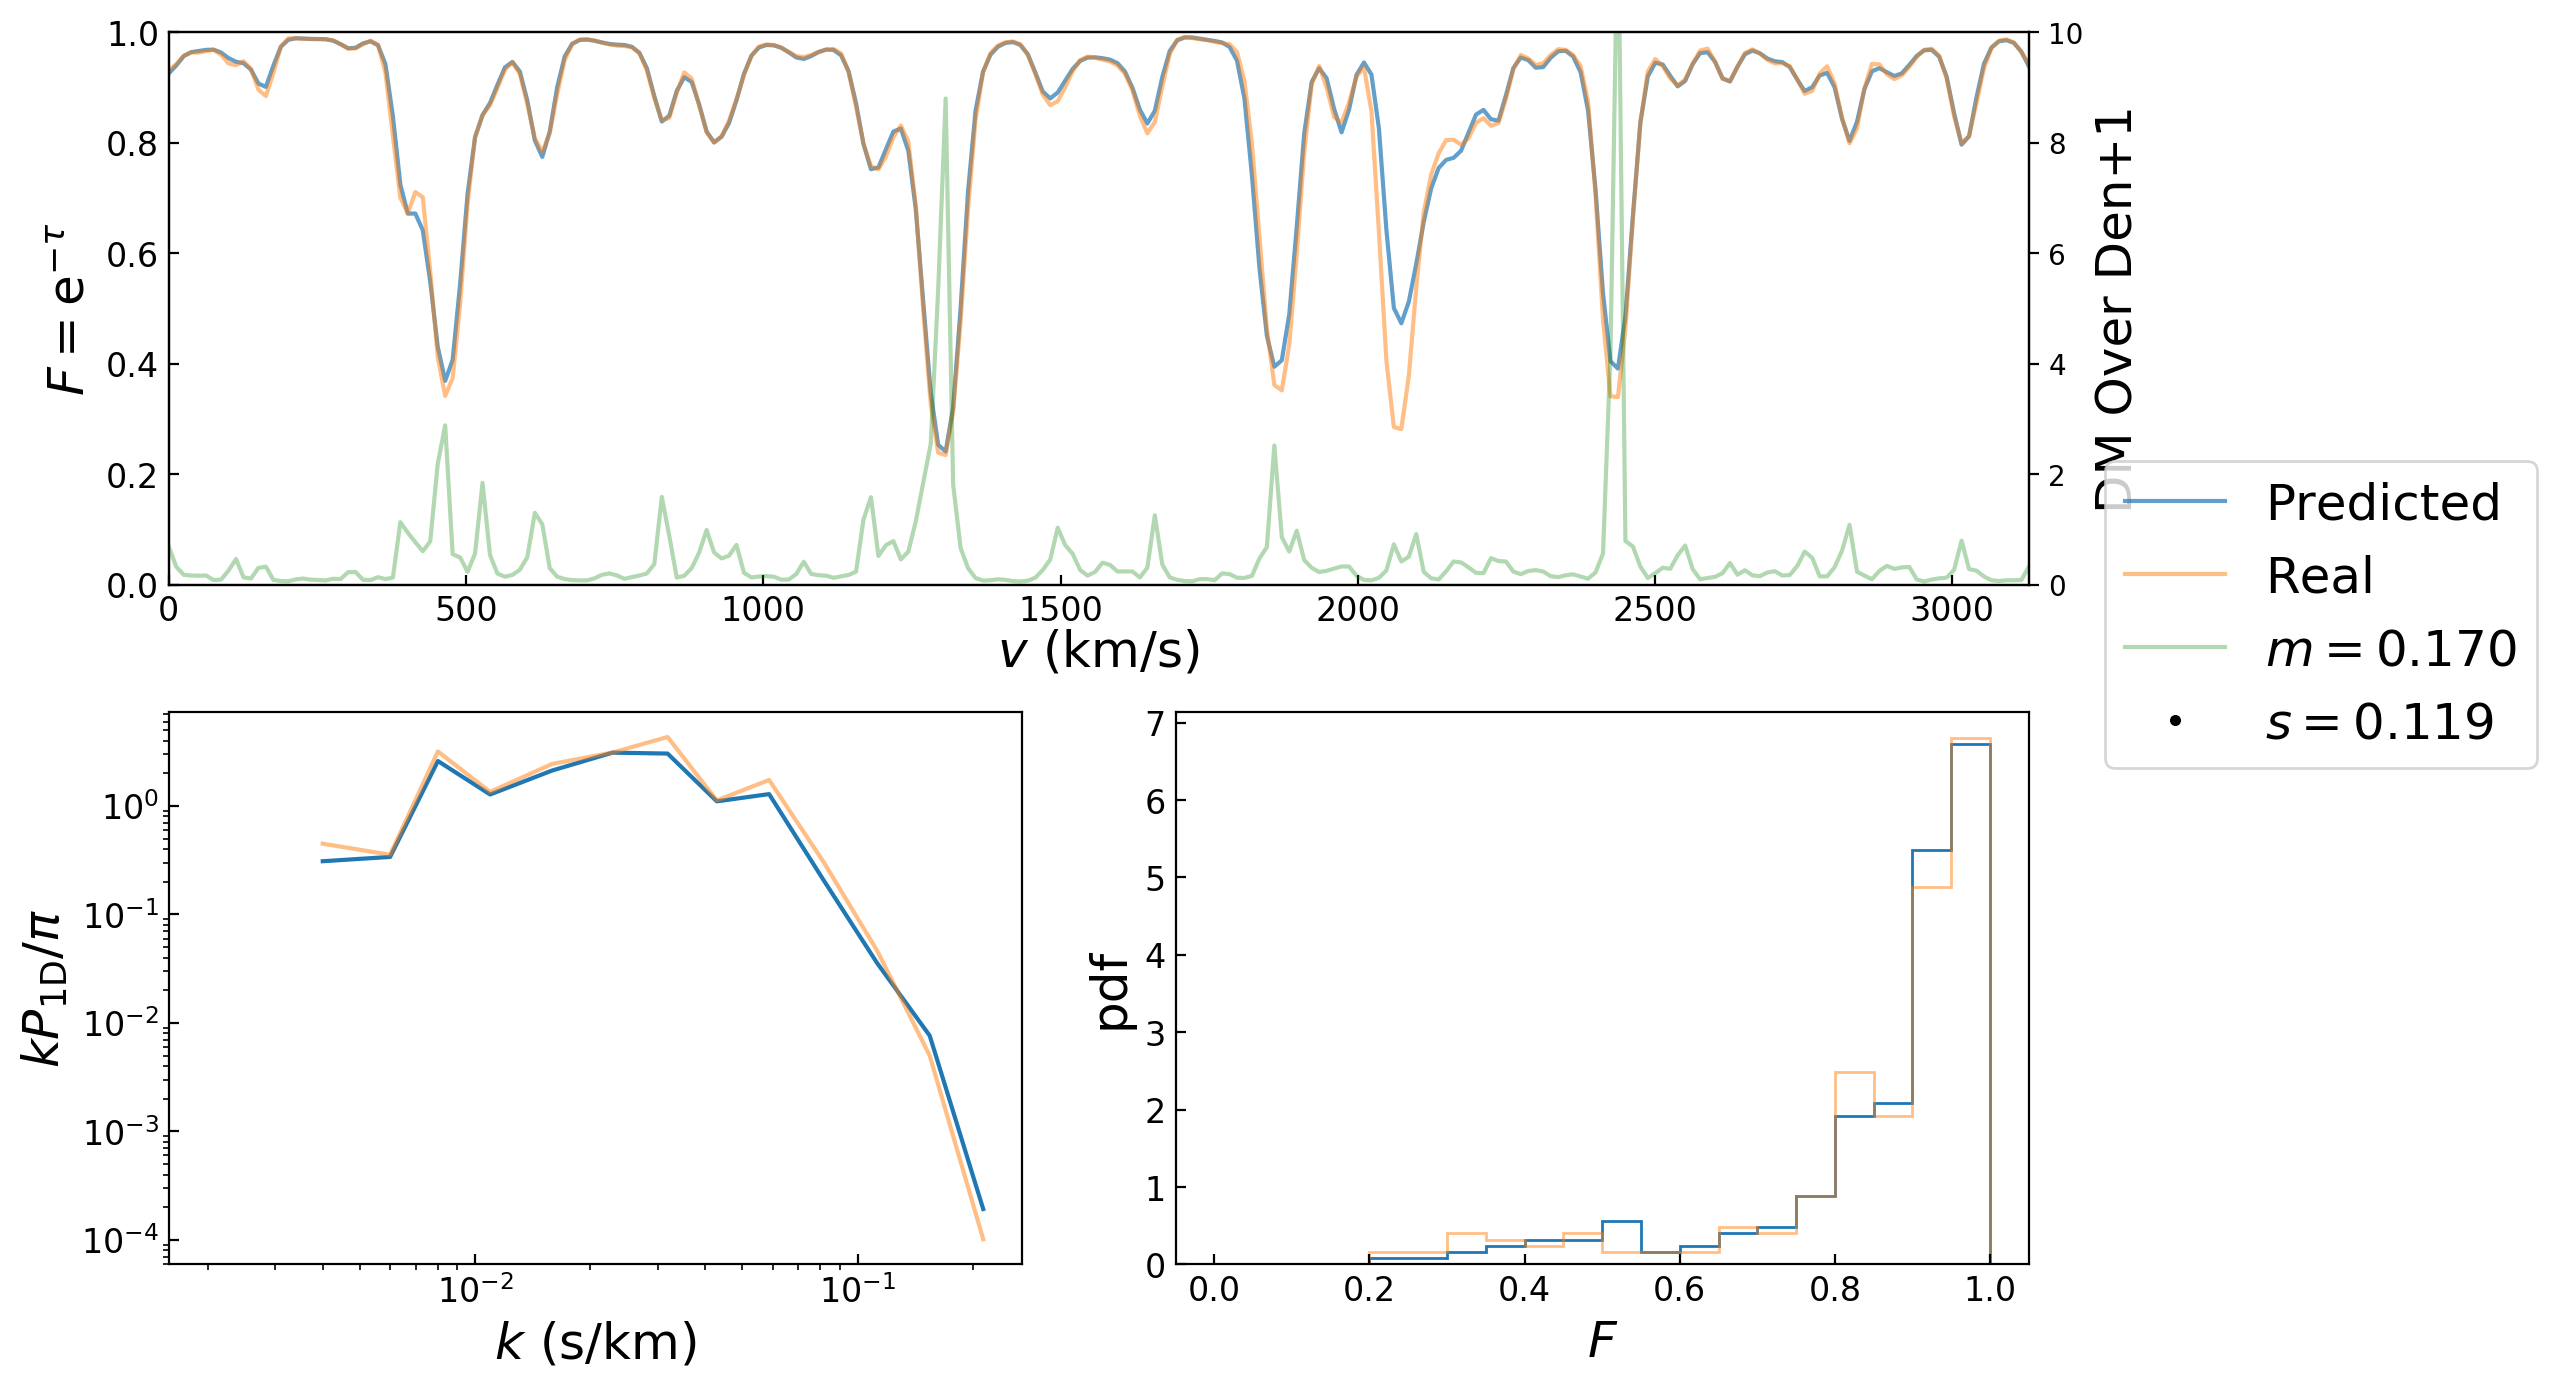 1.0
0.8
0.6
0.4
0.2
0.0
F = e^{−τ}
0 500 1000 1500 2000 2500 3000
v (km/s)
10
8
6
4
2
0
DM Over Den+1
Predicted
Real
m = 0.170
s = 0.119
10^0
10^{−1}
10^{−2}
10^{−3}
10^{−4}
kP_{1D}/π
10^{−2} 10^{−1}
k (s/km)
7
6
5
4
3
2
1
0
pdf
0.0 0.2 0.4 0.6 0.8 1.0
F